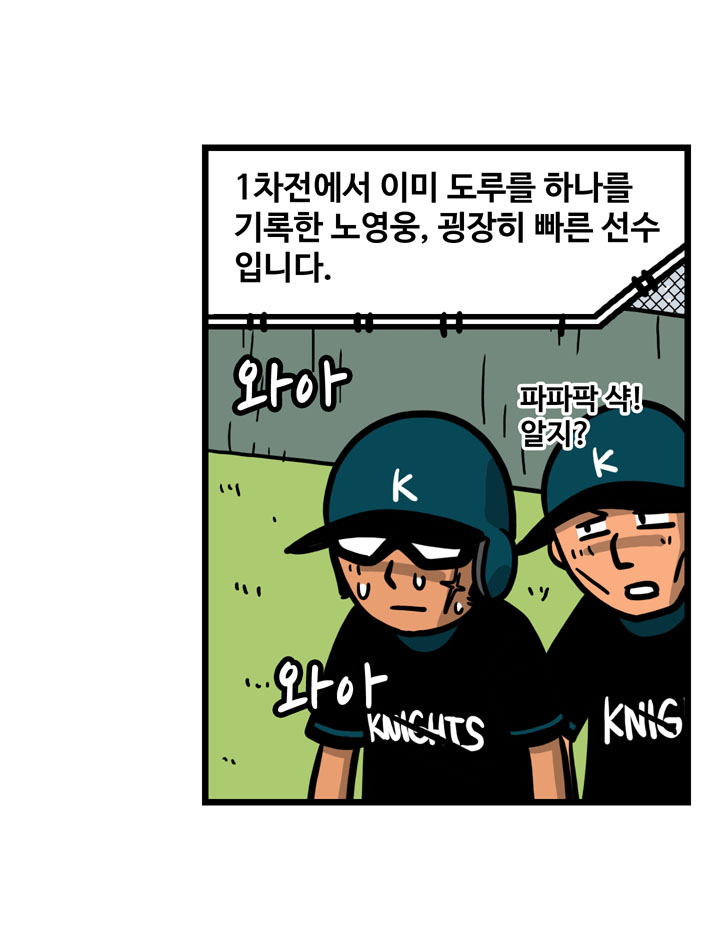 1차전에서 이미 도루를 하나를
기록한 노영웅, 굉장히 빠른 선수
입니다.
와아
파파팍 샥!
알지?
K
K
와아
KNIGHTS
KNIG